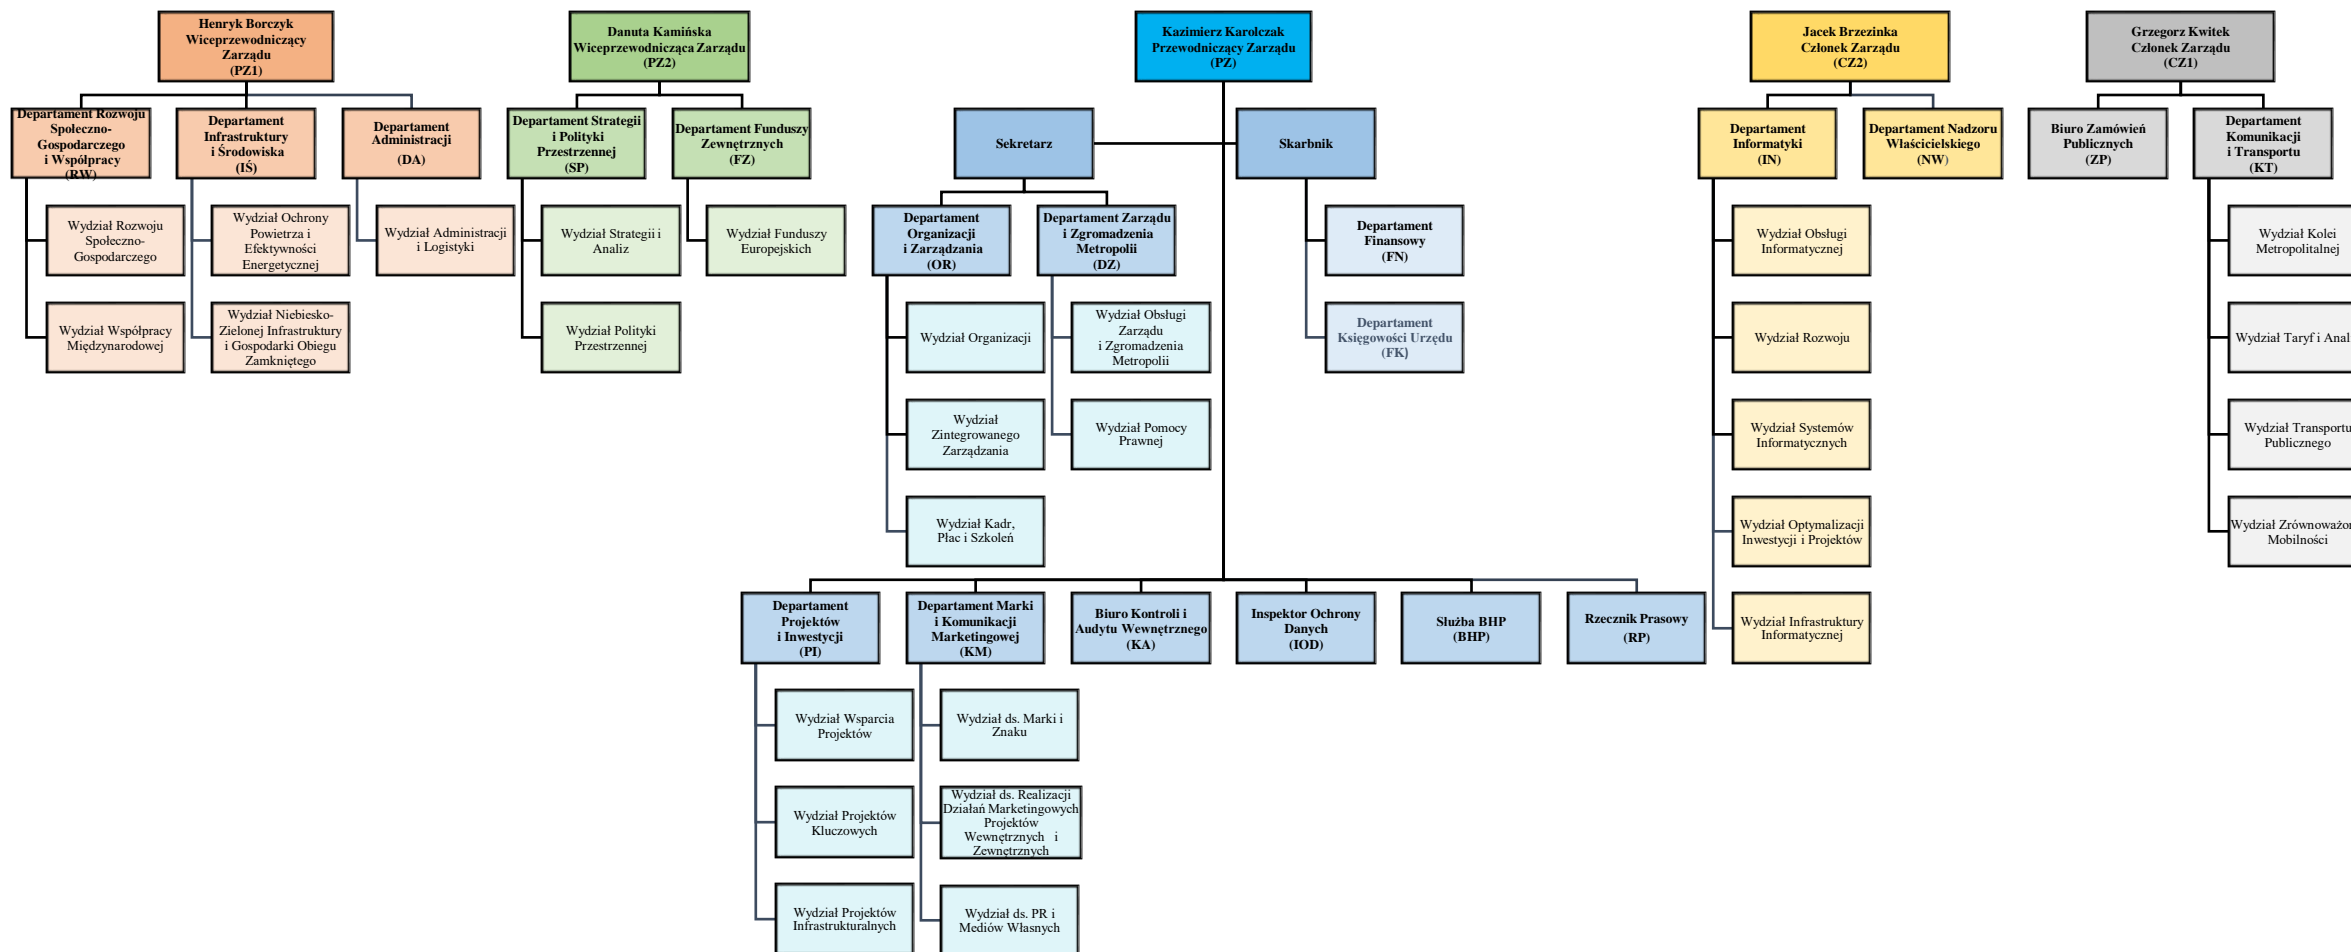 Henryk Borczyk
Wiceprzewodniczący
Zarządu
(PZ1)
Danuta Kamińska
Wiceprzewodnicząca Zarządu
(PZ2)
Kazimierz Karolczak
Przewodniczący Zarządu
(PZ)
Jacek Brzezinka
Członek Zarządu
(CZ2)
Grzegorz Kwitek
Członek Zarządu
(CZ1)
Departament Rozwoju
Społeczno-
Gospodarczego
i Współpracy
(RW)
Departament
Infrastruktury
i Środowiska
(IŚ)
Departament
Administracji
(DA)
Departament Strategii
i Polityki
Przestrzennej
(SP)
Departament Funduszy
Zewnętrznych
(FZ)
Sekretarz
Skarbnik
Departament
Informatyki
(IN)
Departament Nadzoru
Właścicielskiego
(NW)
Biuro Zamówień
Publicznych
(ZP)
Departament
Komunikacji
i Transportu
(KT)
Wydział Rozwoju
Społeczno-
Gospodarczego
Wydział Ochrony
Powietrza i
Efektywności
Energetycznej
Wydział Administracji
i Logistyki
Wydział Strategii i
Analiz
Wydział Funduszy
Europejskich
Departament
Organizacji
i Zarządzania
(OR)
Departament Zarządu
i Zgromadzenia
Metropolii
(DZ)
Departament
Finansowy
(FN)
Wydział Obsługi
Informatycznej
Wydział Kolei
Metropolitalnej
Wydział Współpracy
Międzynarodowej
Wydział Niebiesko-
Zielonej Infrastruktury
i Gospodarki Obiegu
Zamkniętego
Wydział Polityki
Przestrzennej
Wydział Organizacji
Wydział Obsługi
Zarządu
i Zgromadzenia
Metropolii
Departament
Księgowości Urzędu
(FK)
Wydział Rozwoju
Wydział Taryf i Anal
Wydział
Zintegrowanego
Zarządzania
Wydział Pomocy
Prawnej
Wydział Systemów
Informatycznych
Wydział Transportu
Publicznego
Wydział Kadr,
Płac i Szkoleń
Wydział Optymalizacji
Inwestycji i Projektów
Wydział Zrównoważon
Mobilności
Departament
Projektów
i Inwestycji
(PI)
Departament Marki
i Komunikacji
Marketingowej
(KM)
Biuro Kontroli i
Audytu Wewnętrznego
(KA)
Inspektor Ochrony
Danych
(IOD)
Służba BHP
(BHP)
Rzecznik Prasowy
(RP)
Wydział Infrastruktury
Informatycznej
Wydział Wsparcia
Projektów
Wydział ds. Marki i
Znaku
Wydział Projektów
Kluczowych
Wydział ds. Realizacji
Działań Marketingowych
Projektów
Wewnętrznych i
Zewnętrznych
Wydział Projektów
Infrastrukturalnych
Wydział ds. PR i
Mediów Własnych